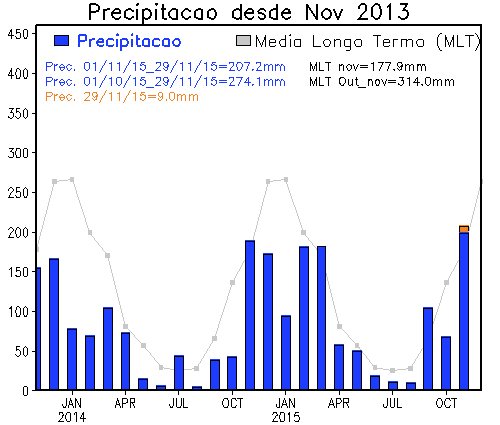 Precipitacao desde Nov 2013
Precipitacao Media Longo Termo (MLT)
Prec. 01/11/15_29/11/15=207.2mm MLT nov=177.9mm
Prec. 01/10/15_29/11/15=274.1mm MLT Out_nov=314.0mm
Prec. 29/11/15=9.0mm
450
400
350
300
250
200
150
100
50
0
JAN APR JUL OCT JAN APR JUL OCT
2014 2015